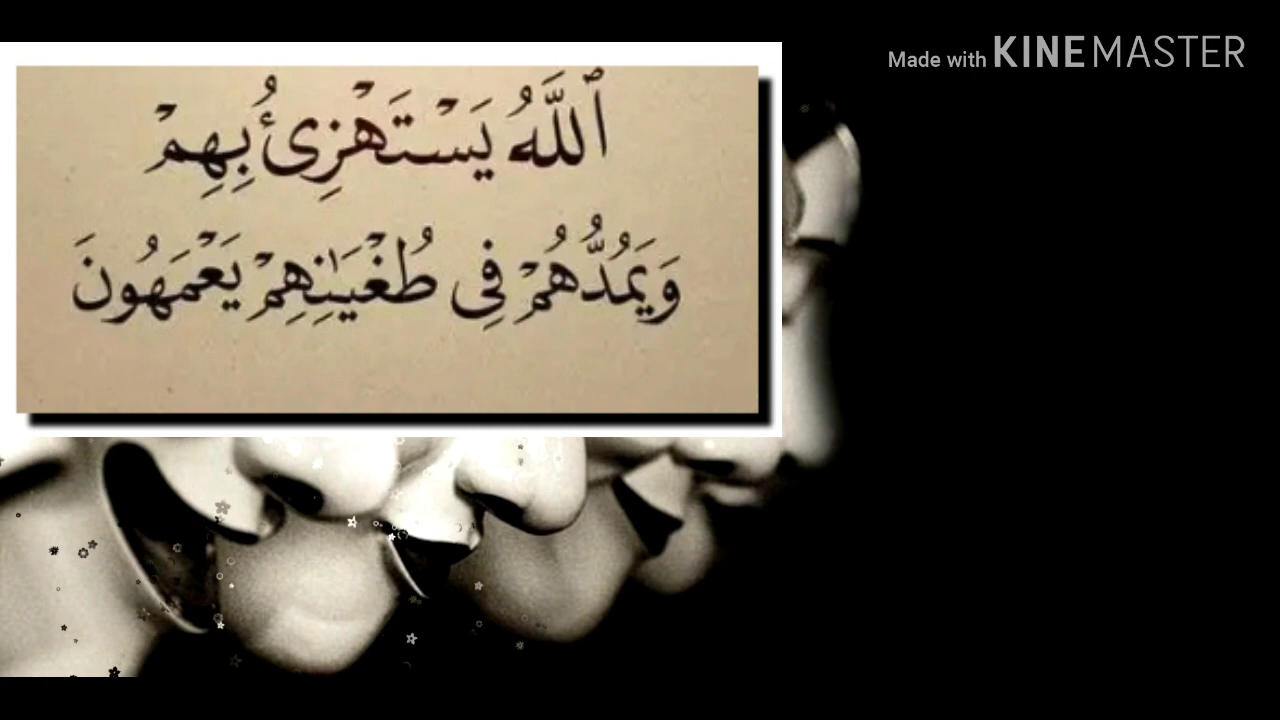 Made with KINEMASTER
ٱللَّهُ يَسْتَهْزِئُ بِهِمْ
وَيَمُدُّهُمْ فِى طُغْيَـٰنِهِمْ يَعْمَهُونَ